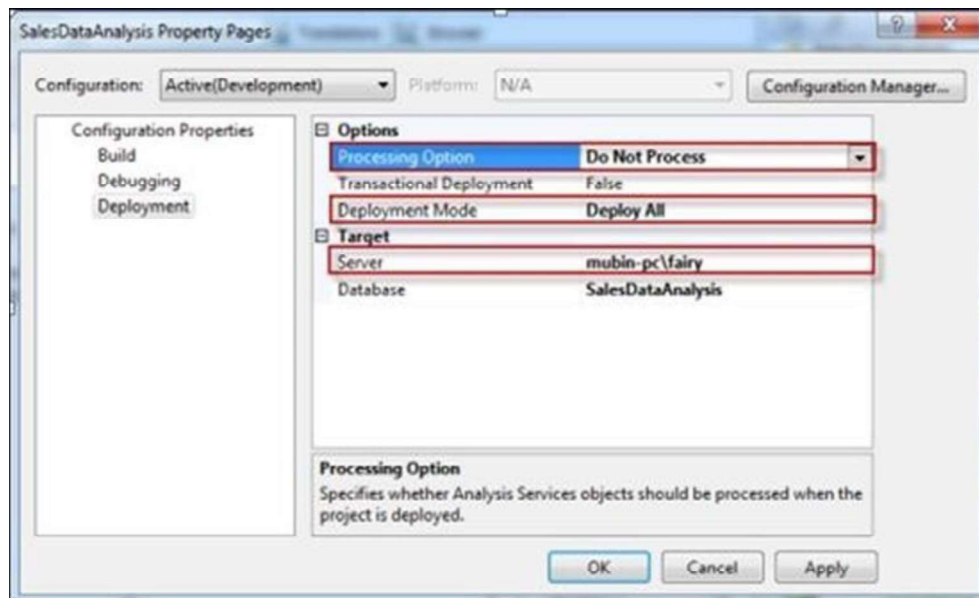 SalesDataAnalysis Property Pages
Configuration: Active(Development) Platform: N/A Configuration Manager...
Configuration Properties
Build
Debugging
Deployment
Options
Processing Option Do Not Process
Transactional Deployment False
Deployment Mode Deploy All
Target
Server mubin-pc\fairy
Database SalesDataAnalysis
Processing Option
Specifies whether Analysis Services objects should be processed when the
project is deployed.
OK Cancel Apply